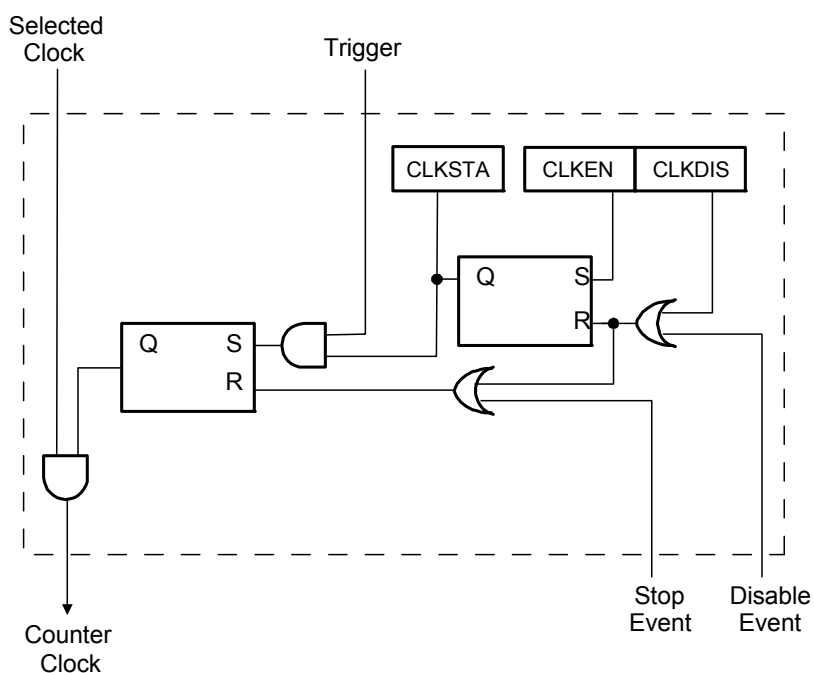 Selected
Clock
Trigger
CLKSTA
CLKEN
CLKDIS
Q
S
R
Q
S
R
Stop
Event
Disable
Event
Counter
Clock